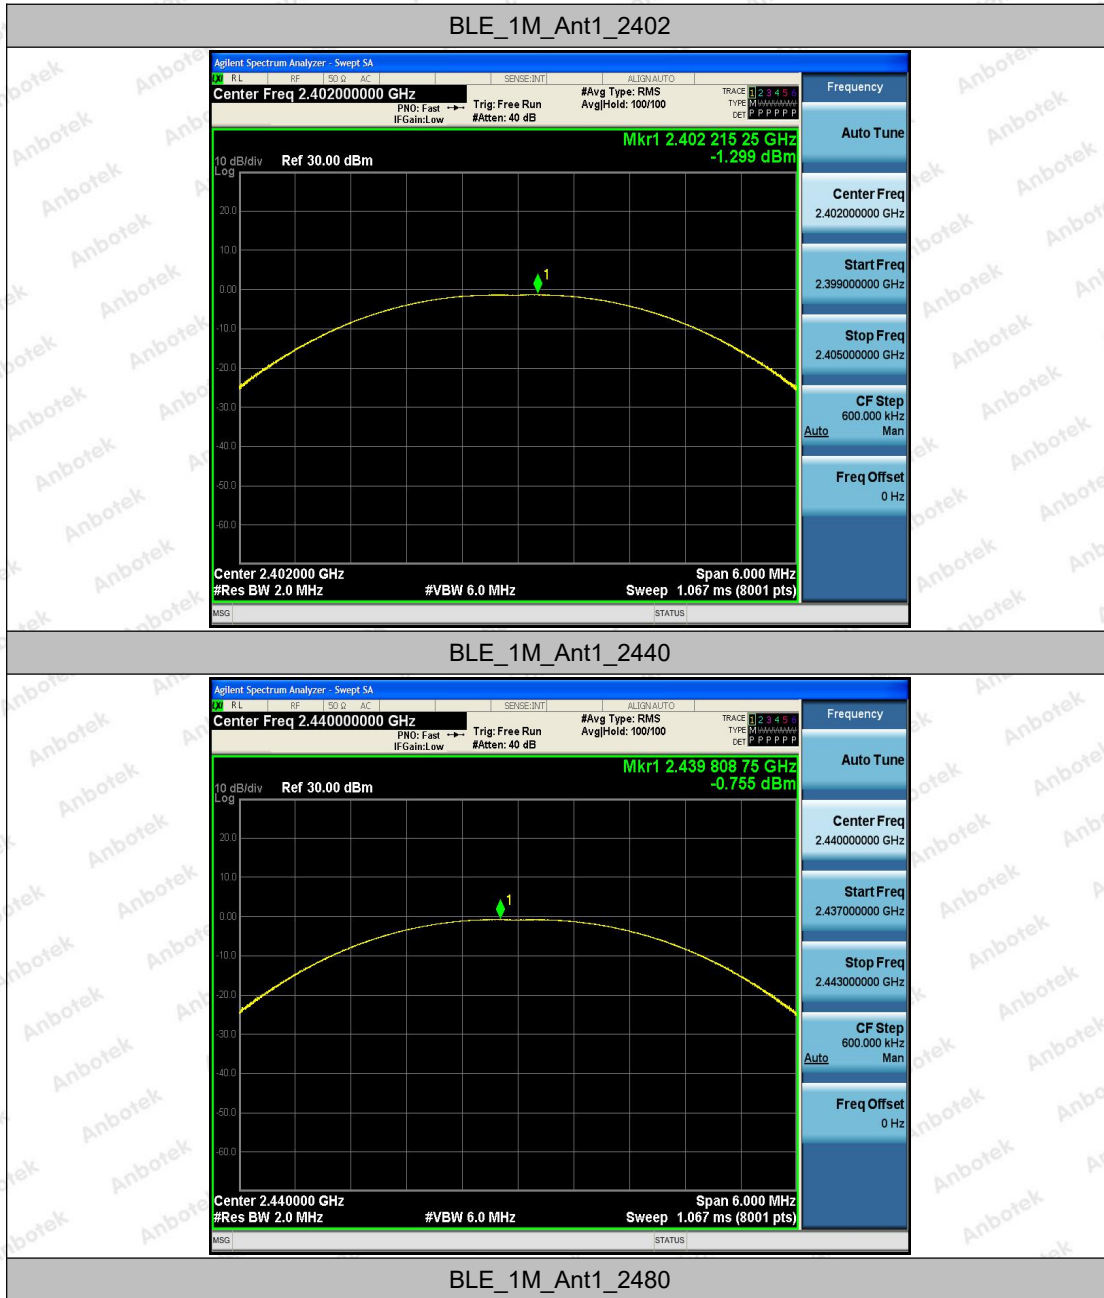 BLE_1M_Ant1_2402
Agilent Spectrum Analyzer - Swept SA
RL RF 50 Ω AC SENSE:INT ALIGNAUTO
Center Freq 2.402000000 GHz
PNO: Fast
IFGain:Low
Trig: Free Run
#Atten: 40 dB
#Avg Type: RMS
Avg|Hold: 100/100
TRACE 1 2 3 4 5 6
TYPE M
DET P P P P P P
Mkr1 2.402 215 25 GHz
-1.299 dBm
10 dB/div Ref 30.00 dBm
Log
20.0
10.0
0.00
-10.0
-20.0
-30.0
-40.0
-50.0
-60.0
1
Center 2.402000 GHz
Span 6.000 MHz
#Res BW 2.0 MHz
#VBW 6.0 MHz
Sweep 1.067 ms (8001 pts)
MSG
STATUS
Frequency
Auto Tune
Center Freq
2.402000000 GHz
Start Freq
2.399000000 GHz
Stop Freq
2.405000000 GHz
CF Step
600.000 kHz
Auto Man
Freq Offset
0 Hz
BLE_1M_Ant1_2440
Agilent Spectrum Analyzer - Swept SA
RL RF 50 Ω AC SENSE:INT ALIGNAUTO
Center Freq 2.440000000 GHz
PNO: Fast
IFGain:Low
Trig: Free Run
#Atten: 40 dB
#Avg Type: RMS
Avg|Hold: 100/100
TRACE 1 2 3 4 5 6
TYPE M
DET P P P P P P
Mkr1 2.439 808 75 GHz
-0.755 dBm
10 dB/div Ref 30.00 dBm
Log
20.0
10.0
0.00
-10.0
-20.0
-30.0
-40.0
-50.0
-60.0
1
Center 2.440000 GHz
Span 6.000 MHz
#Res BW 2.0 MHz
#VBW 6.0 MHz
Sweep 1.067 ms (8001 pts)
MSG
STATUS
Frequency
Auto Tune
Center Freq
2.440000000 GHz
Start Freq
2.437000000 GHz
Stop Freq
2.443000000 GHz
CF Step
600.000 kHz
Auto Man
Freq Offset
0 Hz
BLE_1M_Ant1_2480